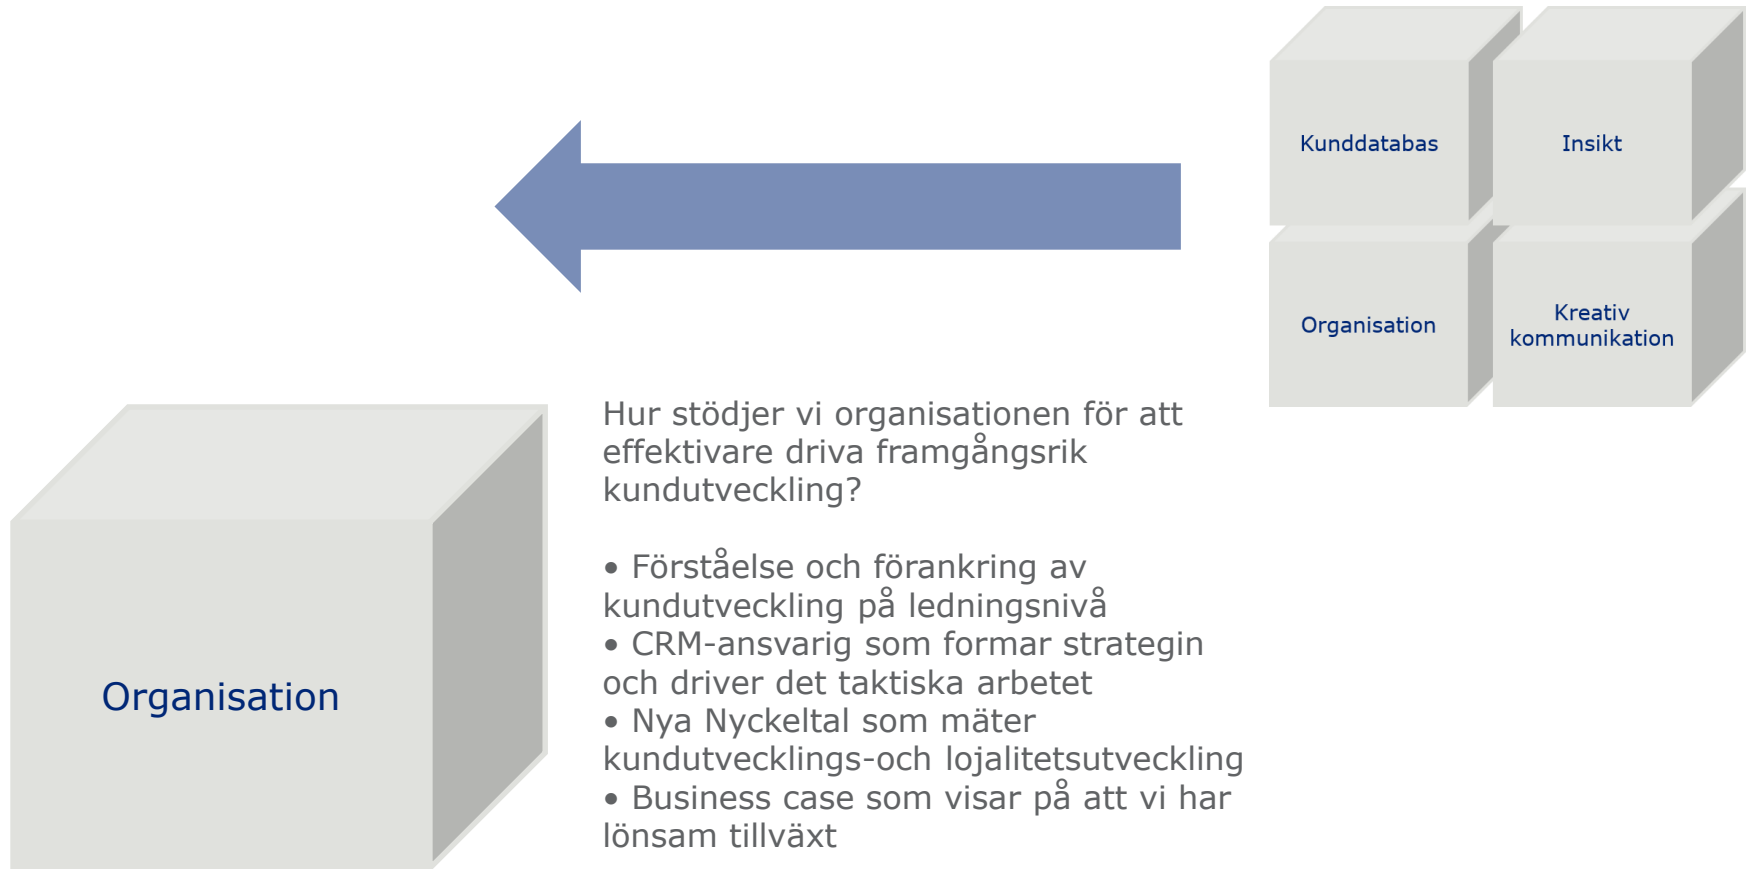 Kunddatabas
Insikt
Organisation
Kreativ
kommunikation
Hur stödjer vi organisationen för att
effektivare driva framgångsrik
kundutveckling?
• Förståelse och förankring av
kundutveckling på ledningsnivå
• CRM-ansvarig som formar strategin
och driver det taktiska arbetet
• Nya Nyckeltal som mäter
kundutvecklings-och lojalitetsutveckling
• Business case som visar på att vi har
lönsam tillväxt
Organisation